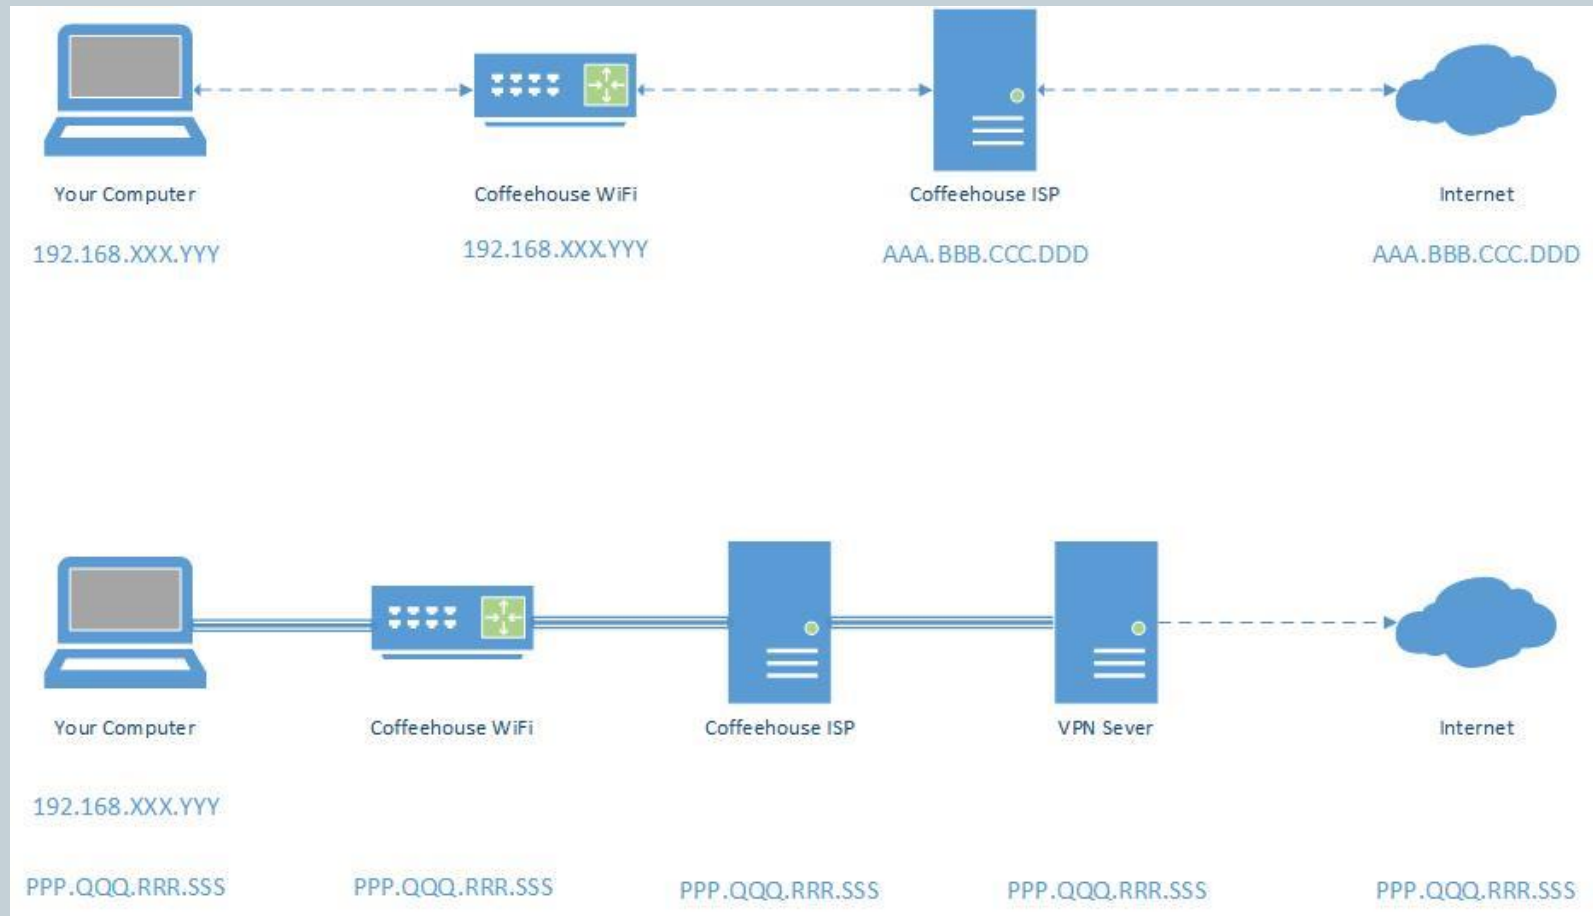 Your Computer
Coffeehouse WiFi
Coffeehouse ISP
Internet
192.168.XXX.YYY
192.168.XXX.YYY
AAA.BBB.CCC.DDD
AAA.BBB.CCC.DDD
Your Computer
Coffeehouse WiFi
Coffeehouse ISP
VPN Sever
Internet
192.168.XXX.YYY
PPP.QQQ.RRR.SSS
PPP.QQQ.RRR.SSS
PPP.QQQ.RRR.SSS
PPP.QQQ.RRR.SSS
PPP.QQQ.RRR.SSS